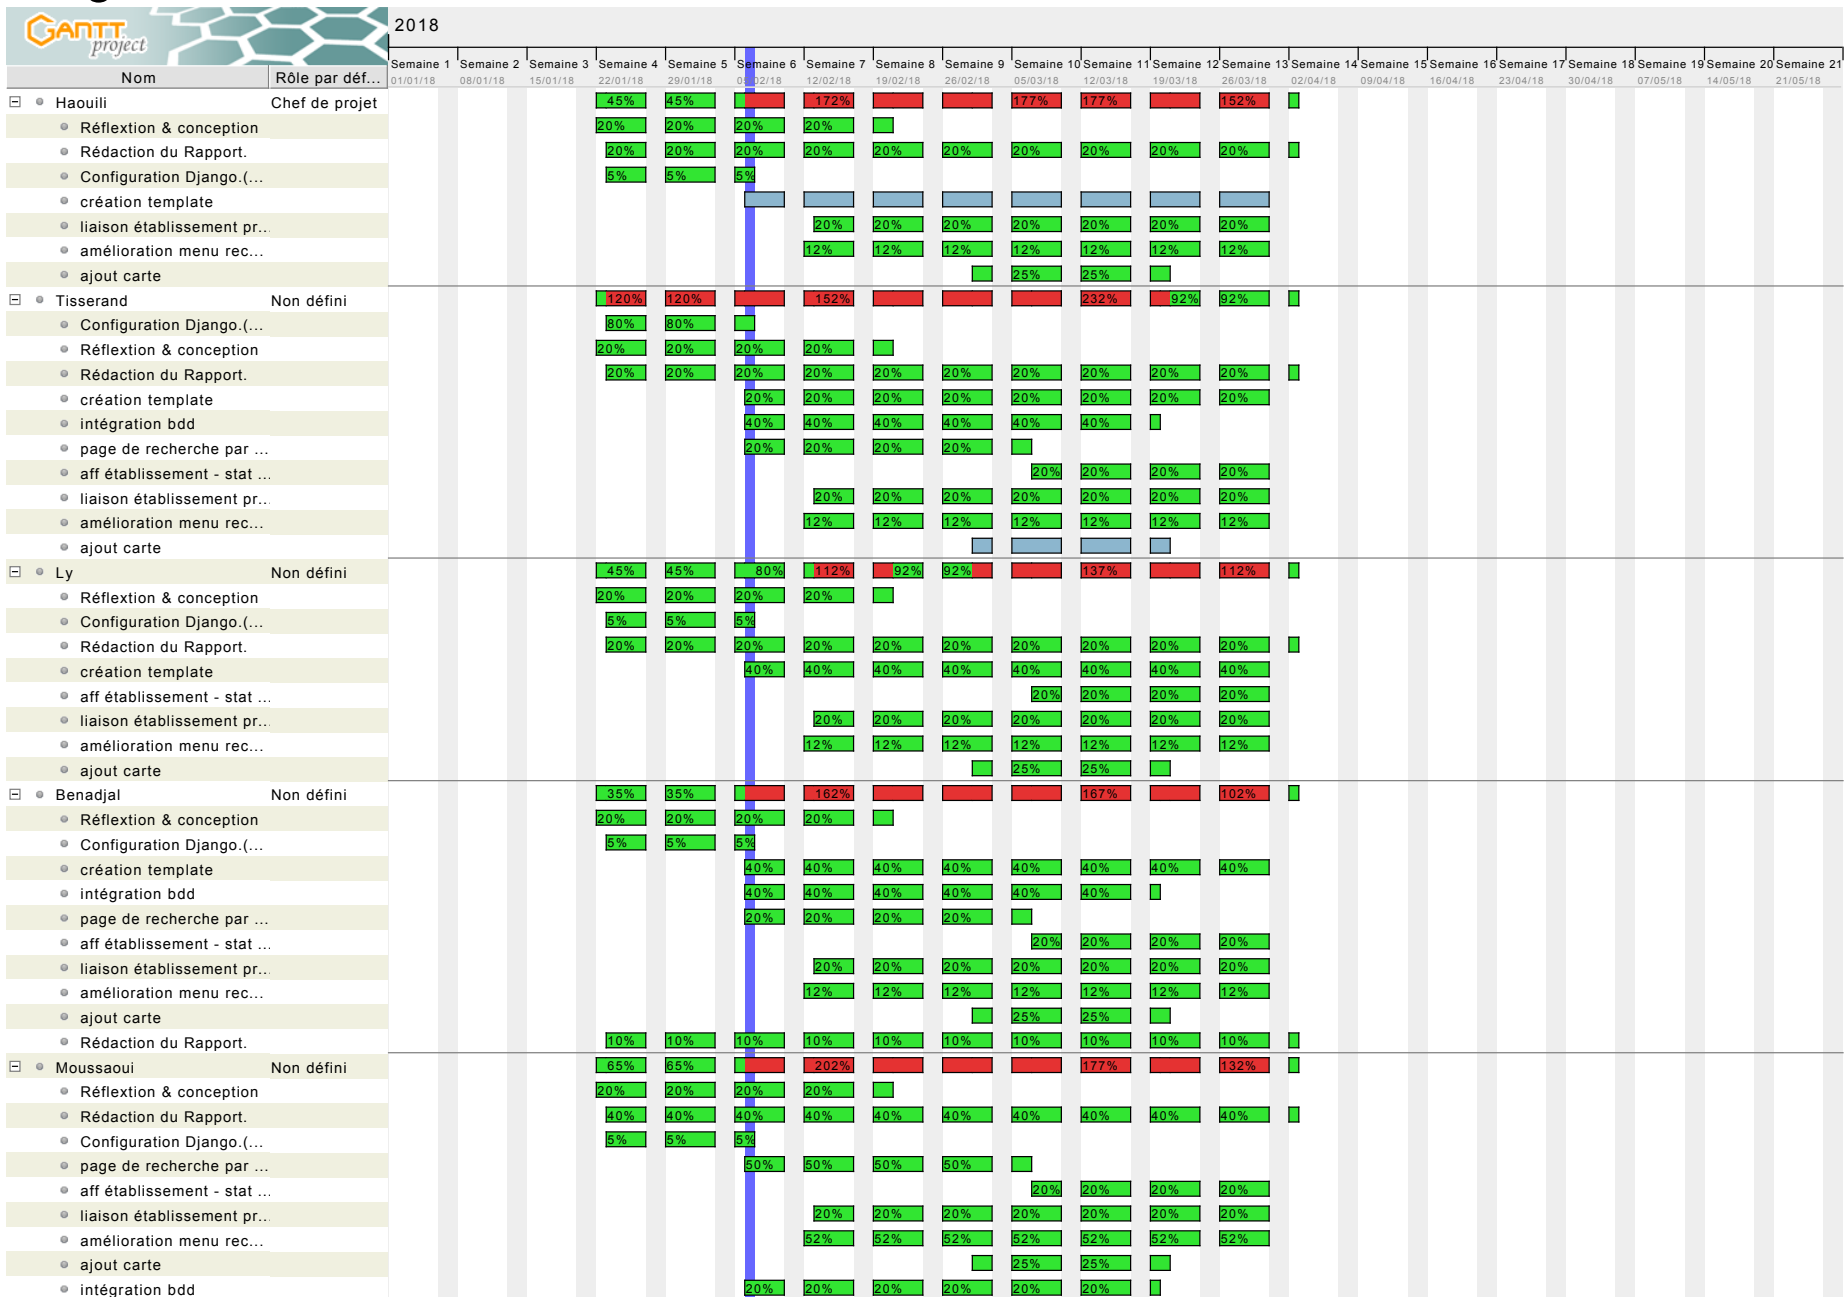 GANTT
project
2018
Semaine 1 Semaine 2 Semaine 3 Semaine 4 Semaine 5 Semaine 6 Semaine 7 Semaine 8 Semaine 9 Semaine 10 Semaine 11 Semaine 12 Semaine 13 Semaine 14 Semaine 15 Semaine 16 Semaine 17 Semaine 18 Semaine 19 Semaine 20 Semaine 21
Nom Rôle par déf... 01/01/18 08/01/18 15/01/18 22/01/18 29/01/18 05/02/18 12/02/18 19/02/18 26/02/18 05/03/18 12/03/18 19/03/18 26/03/18 02/04/18 09/04/18 16/04/18 23/04/18 30/04/18 07/05/18 14/05/18 21/05/18
Haouili Chef de projet 45% 45% 172% 177% 177% 152%
Réflextion & conception 20% 20% 20% 20%
Rédaction du Rapport. 20% 20% 20% 20% 20% 20% 20% 20% 20% 20%
Configuration Django.(... 5% 5% 5%
création template
liaison établissement pr... 20% 20% 20% 20% 20% 20% 20%
amélioration menu rec... 12% 12% 12% 12% 12% 12% 12%
ajout carte 25% 25%
Tisserand Non défini 120% 120% 152% 232% 92% 92%
Configuration Django.(... 80% 80%
Réflextion & conception 20% 20% 20% 20%
Rédaction du Rapport. 20% 20% 20% 20% 20% 20% 20% 20% 20% 20%
création template 20% 20% 20% 20% 20% 20% 20% 20%
intégration bdd 40% 40% 40% 40% 40% 40%
page de recherche par ... 20% 20% 20% 20%
aff établissement - stat ... 20% 20% 20% 20%
liaison établissement pr... 20% 20% 20% 20% 20% 20% 20%
amélioration menu rec... 12% 12% 12% 12% 12% 12% 12%
ajout carte
Ly Non défini 45% 45% 80% 112% 92% 92% 137% 112%
Réflextion & conception 20% 20% 20% 20%
Configuration Django.(... 5% 5% 5%
Rédaction du Rapport. 20% 20% 20% 20% 20% 20% 20% 20% 20% 20%
création template 40% 40% 40% 40% 40% 40% 40% 40%
aff établissement - stat ... 20% 20% 20% 20%
liaison établissement pr... 20% 20% 20% 20% 20% 20% 20%
amélioration menu rec... 12% 12% 12% 12% 12% 12% 12%
ajout carte 25% 25%
Benadjal Non défini 35% 35% 162% 167% 102%
Réflextion & conception 20% 20% 20% 20%
Configuration Django.(... 5% 5% 5%
création template 40% 40% 40% 40% 40% 40% 40% 40%
intégration bdd 40% 40% 40% 40% 40% 40%
page de recherche par ... 20% 20% 20% 20%
aff établissement - stat ... 20% 20% 20% 20%
liaison établissement pr... 20% 20% 20% 20% 20% 20% 20%
amélioration menu rec... 12% 12% 12% 12% 12% 12% 12%
ajout carte 25% 25%
Rédaction du Rapport. 10% 10% 10% 10% 10% 10% 10% 10% 10% 10%
Moussaoui Non défini 65% 65% 202% 177% 132%
Réflextion & conception 20% 20% 20% 20%
Rédaction du Rapport. 40% 40% 40% 40% 40% 40% 40% 40% 40% 40%
Configuration Django.(... 5% 5% 5%
page de recherche par ... 50% 50% 50% 50%
aff établissement - stat ... 20% 20% 20% 20%
liaison établissement pr... 20% 20% 20% 20% 20% 20% 20%
amélioration menu rec... 52% 52% 52% 52% 52% 52% 52%
ajout carte 25% 25%
intégration bdd 20% 20% 20% 20% 20% 20%